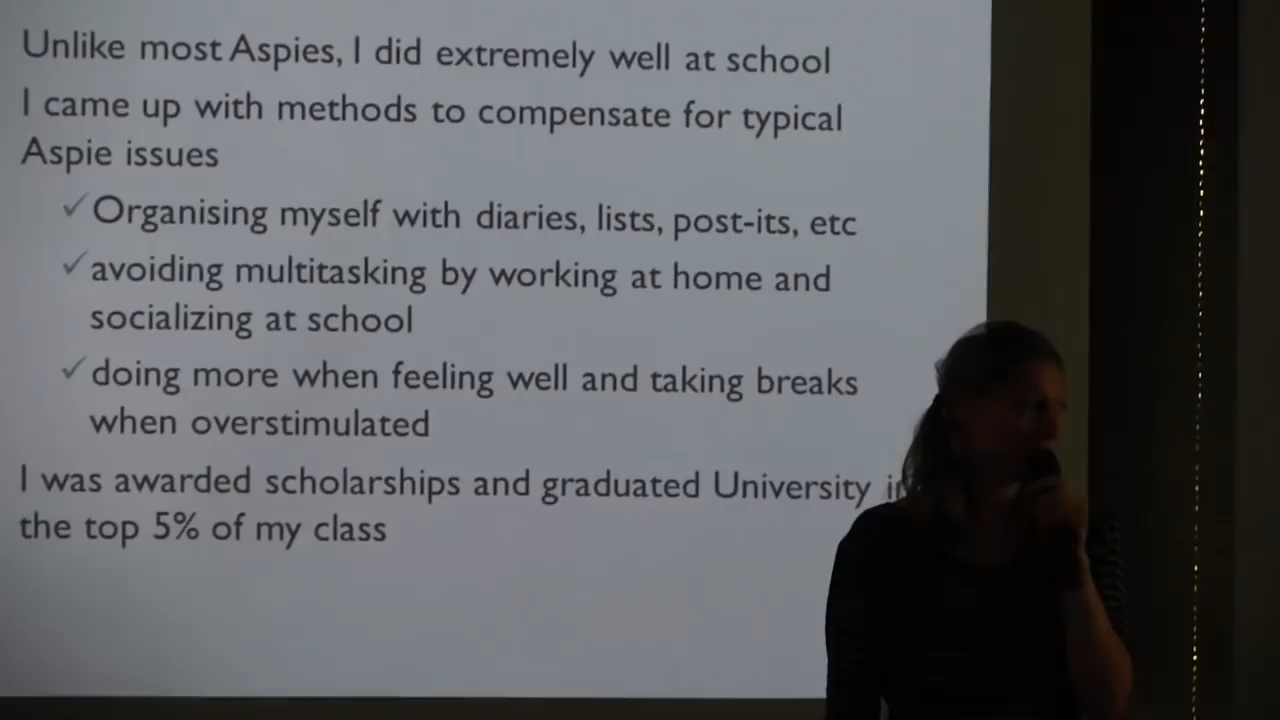 Unlike most Aspies, I did extremely well at school
I came up with methods to compensate for typical
Aspie issues
✓Organising myself with diaries, lists, post-its, etc
✓avoiding multitasking by working at home and
socializing at school
✓doing more when feeling well and taking breaks
when overstimulated
I was awarded scholarships and graduated University in
the top 5% of my class